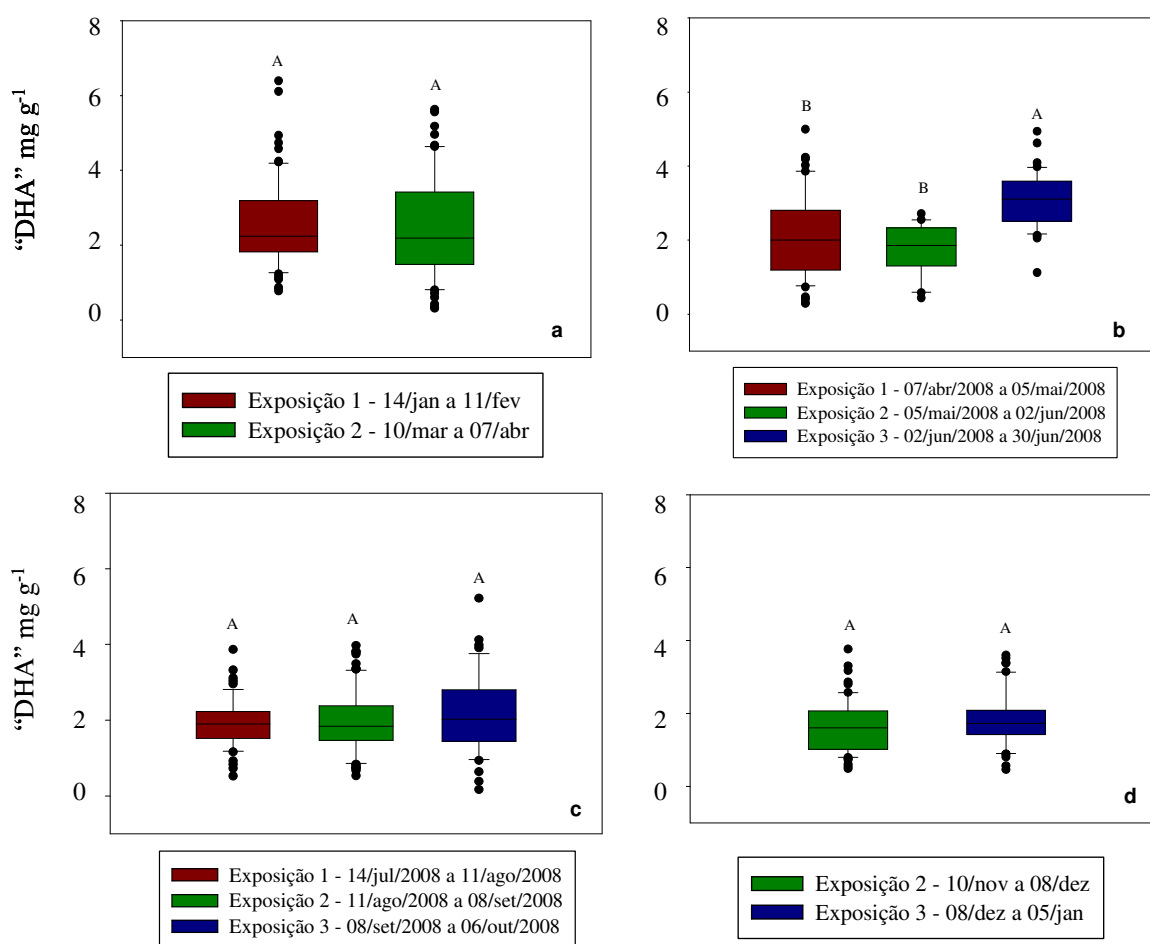 8
6
4
2
0
“DHA” mg g-1
A
A
a
8
6
4
2
0
B
B
A
b
Exposição 1 - 14/jan a 11/fev
Exposição 2 - 10/mar a 07/abr
Exposição 1 - 07/abr/2008 a 05/mai/2008
Exposição 2 - 05/mai/2008 a 02/jun/2008
Exposição 3 - 02/jun/2008 a 30/jun/2008
8
6
4
2
0
“DHA” mg g-1
A
A
A
c
8
6
4
2
0
A
A
d
Exposição 1 - 14/jul/2008 a 11/ago/2008
Exposição 2 - 11/ago/2008 a 08/set/2008
Exposição 3 - 08/set/2008 a 06/out/2008
Exposição 2 - 10/nov a 08/dez
Exposição 3 - 08/dez a 05/jan